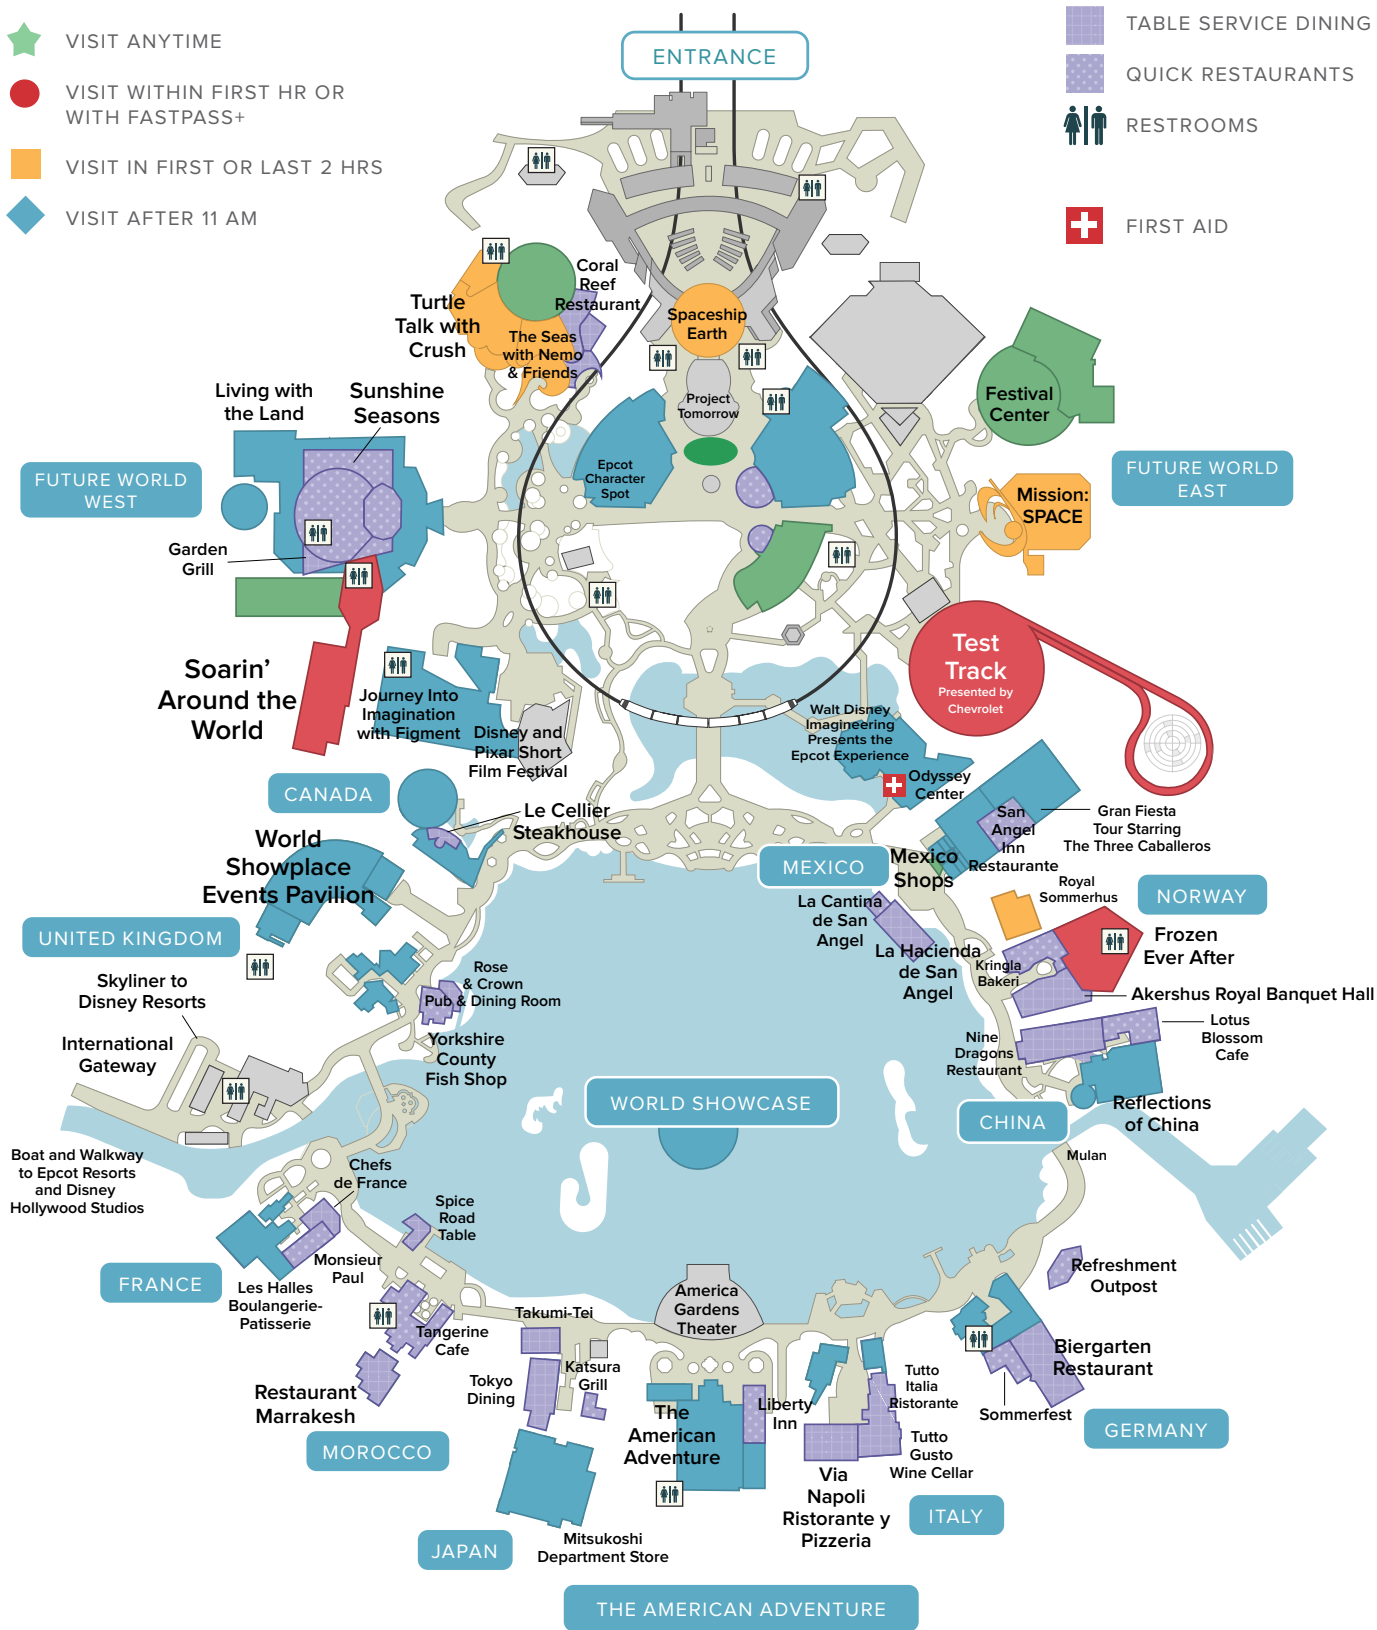 VISIT ANYTIME
VISIT WITHIN FIRST HR OR
WITH FASTPASS+
VISIT IN FIRST OR LAST 2 HRS
VISIT AFTER 11 AM
ENTRANCE
TABLE SERVICE DINING
QUICK RESTAURANTS
RESTROOMS
FIRST AID
Coral
Reef
Restaurant
Turtle
Talk with
Crush
The Seas
with Nemo
& Friends
Spaceship
Earth
Project
Tomorrow
Festival
Center
Living with
the Land
Sunshine
Seasons
FUTURE WORLD
WEST
Epcot
Character
Spot
FUTURE WORLD
EAST
Mission:
SPACE
Garden
Grill
Soarin’
Around the
World
Test
Track
Presented by
Chevrolet
Journey Into
Imagination
with Figment
Disney and
Pixar Short
Film Festival
Walt Disney
Imagineering
Presents the
Epcot Experience
Odyssey
Center
CANADA
Le Cellier
Steakhouse
World
Showplace
Events Pavilion
San
Angel
Inn
Restaurante
Gran Fiesta
Tour Starring
The Three Caballeros
MEXICO
Mexico
Shops
La Cantina
de San
Angel
La Hacienda
de San
Angel
Royal
Sommerhus
NORWAY
Frozen
Ever After
Kringla
Bakeri
Akershus Royal Banquet Hall
UNITED KINGDOM
Rose
& Crown
Pub & Dining Room
Yorkshire
County
Fish Shop
Skyliner to
Disney Resorts
International
Gateway
Nine
Dragons
Restaurant
Lotus
Blossom
Cafe
CHINA
Reflections
of China
Mulan
WORLD SHOWCASE
Boat and Walkway
to Epcot Resorts
and Disney
Hollywood Studios
Chefs
de France
Spice
Road
Table
Monsieur
Paul
FRANCE
Les Halles
Boulangerie-
Patisserie
Refreshment
Outpost
America
Gardens
Theater
Tangerine
Cafe
Restaurant
Marrakesh
MOROCCO
Takumi-Tei
Katsura
Grill
Tokyo
Dining
The
American
Adventure
Liberty
Inn
Tutto
Italia
Ristorante
Tutto
Gusto
Wine Cellar
Biergarten
Restaurant
Sommerfest
GERMANY
Via
Napoli
Ristorante y
Pizzeria
ITALY
JAPAN
Mitsukoshi
Department Store
THE AMERICAN ADVENTURE